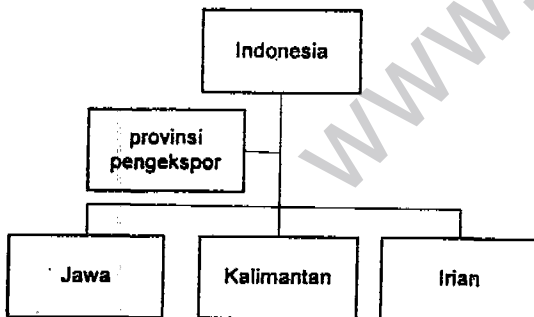 Indonesia
provinsi
pengekspor
Jawa
Kalimantan
Irian